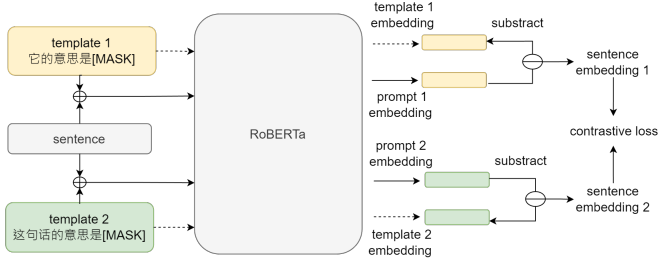 template 1
它的意思是[MASK]
sentence
template 2
这句话的意思是[MASK]
RoBERTa
template 1
embedding
prompt 1
embedding
prompt 2
embedding
template 2
embedding
substract
substract
sentence
embedding 1
contrastive loss
sentence
embedding 2